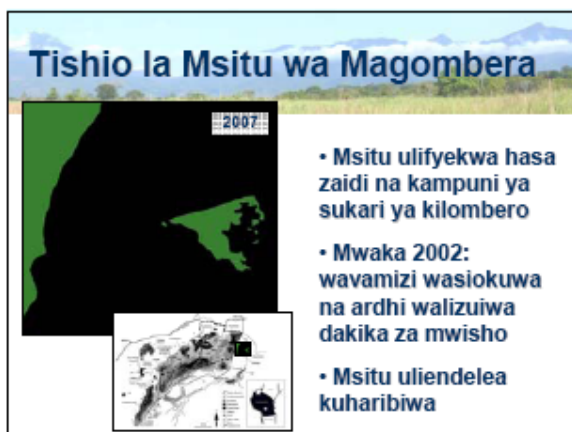 Tishio la Msitu wa Magombera
2007
• Msitu ulifyekwa hasa
zaidi na kampuni ya
sukari ya kilombero
• Mwaka 2002:
wavamizi wasiokuwa
na ardhi walizuiwa
dakika za mwisho
• Msitu uliendelea
kuharibiwa